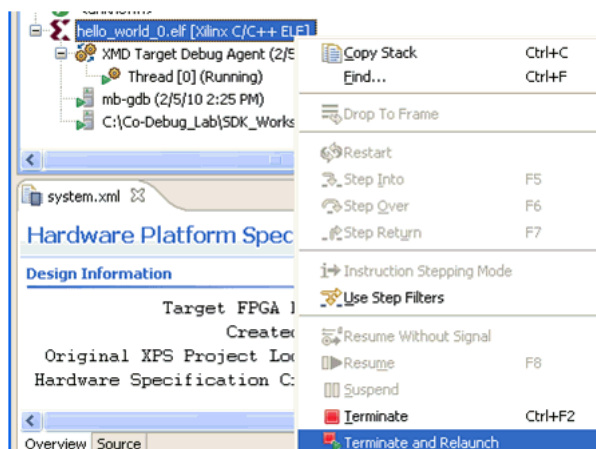 hello_world_0.elf [Xilinx C/C++ ELF]
XMD Target Debug Agent (2/5
Thread [0] (Running)
mb-gdb (2/5/10 2:25 PM)
C:\Co-Debug_Lab\SDK_Works
system.xml
Hardware Platform Spec
Design Information
Target FPGA
Created
Original XPS Project Loc
Hardware Specification C
Overview Source
Copy Stack Ctrl+C
Find... Ctrl+F
Drop To Frame
Restart
Step Into F5
Step Over F6
Step Return F7
Instruction Stepping Mode
Use Step Filters
Resume Without Signal
Resume F8
Suspend
Terminate Ctrl+F2
Terminate and Relaunch